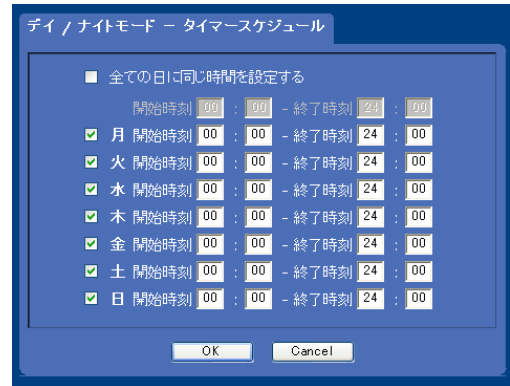 デイ / ナイトモード － タイマースケジュール
全ての日に同じ時間を設定する
開始時刻 00 : 00 - 終了時刻 24 : 00
月 開始時刻 00 : 00 - 終了時刻 24 : 00
火 開始時刻 00 : 00 - 終了時刻 24 : 00
水 開始時刻 00 : 00 - 終了時刻 24 : 00
木 開始時刻 00 : 00 - 終了時刻 24 : 00
金 開始時刻 00 : 00 - 終了時刻 24 : 00
土 開始時刻 00 : 00 - 終了時刻 24 : 00
日 開始時刻 00 : 00 - 終了時刻 24 : 00
OK Cancel